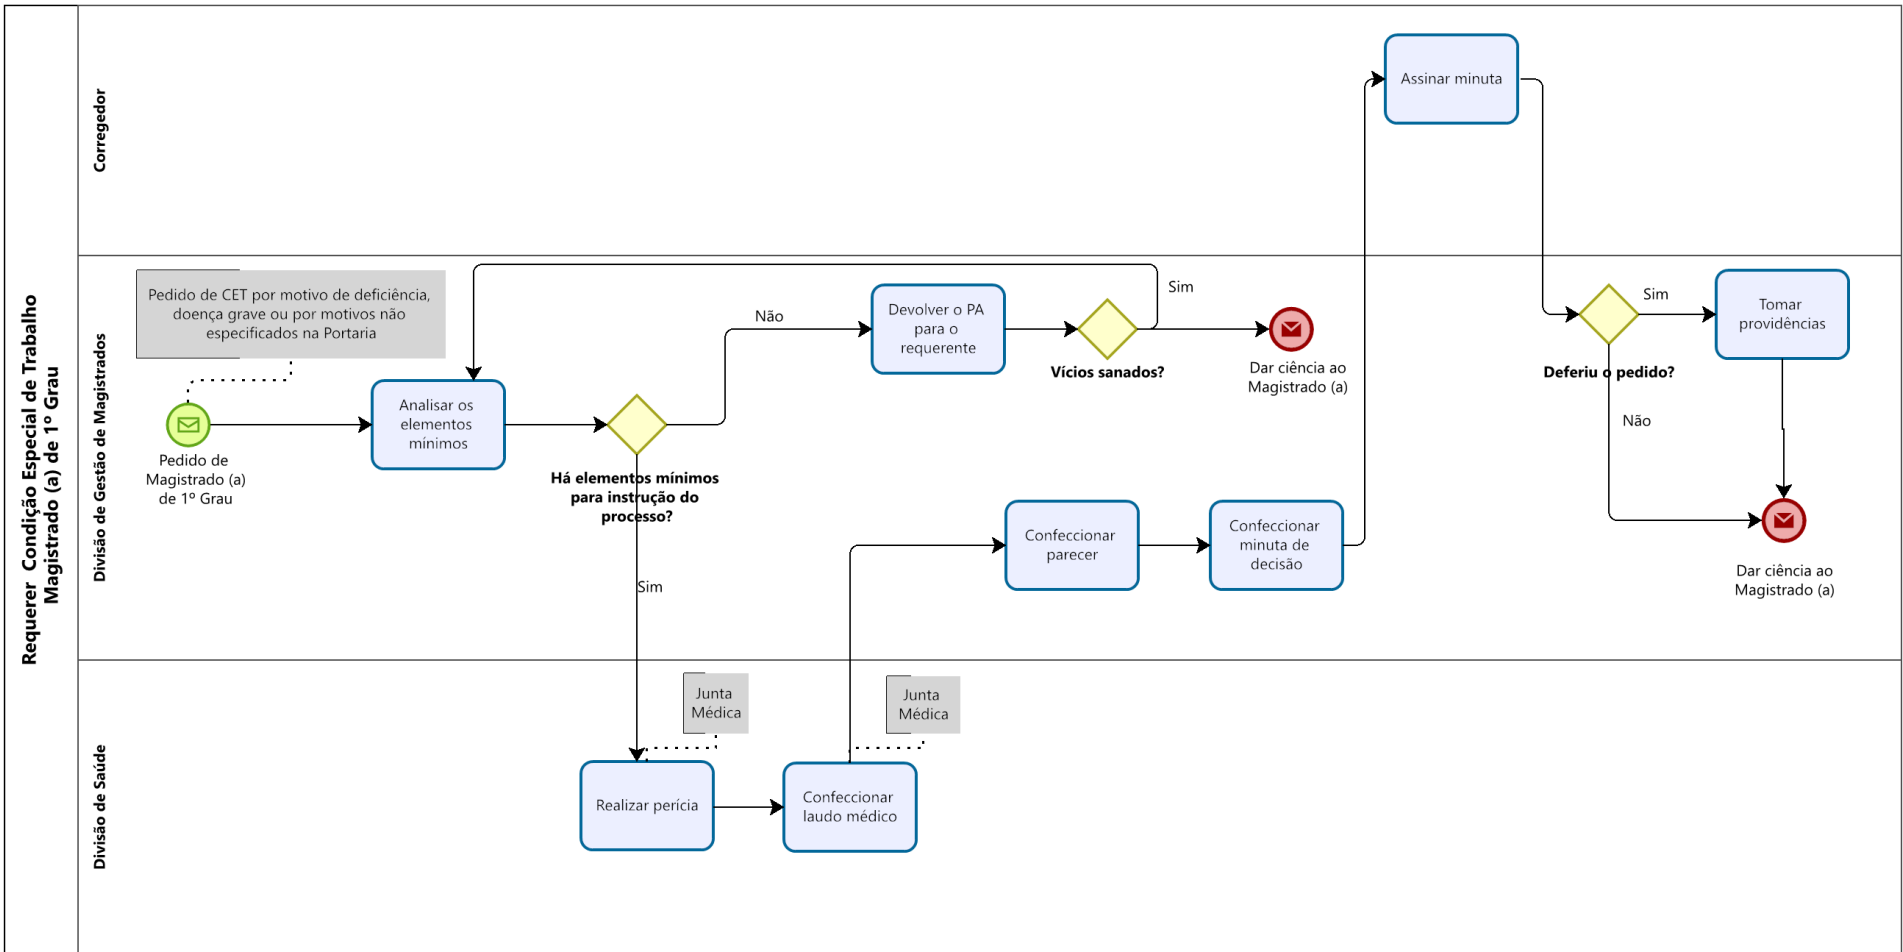 Requerer Condição Especial de Trabalho
Magistrado (a) de 1º Grau
Corregedor
Assinar minuta
Divisão de Gestão de Magistrados
Pedido de CET por motivo de deficiência,
doença grave ou por motivos não
especificados na Portaria
Pedido de
Magistrado (a)
de 1º Grau
Analisar os
elementos
mínimos
Há elementos mínimos
para instrução do
processo?
Não
Sim
Devolver o PA
para o
requerente
Vícios sanados?
Sim
Dar ciência ao
Magistrado (a)
Confeccionar
parecer
Confeccionar
minuta de
decisão
Deferiu o pedido?
Sim
Não
Tomar
providências
Dar ciência ao
Magistrado (a)
Divisão de Saúde
Junta
Médica
Realizar perícia
Junta
Médica
Confeccionar
laudo médico